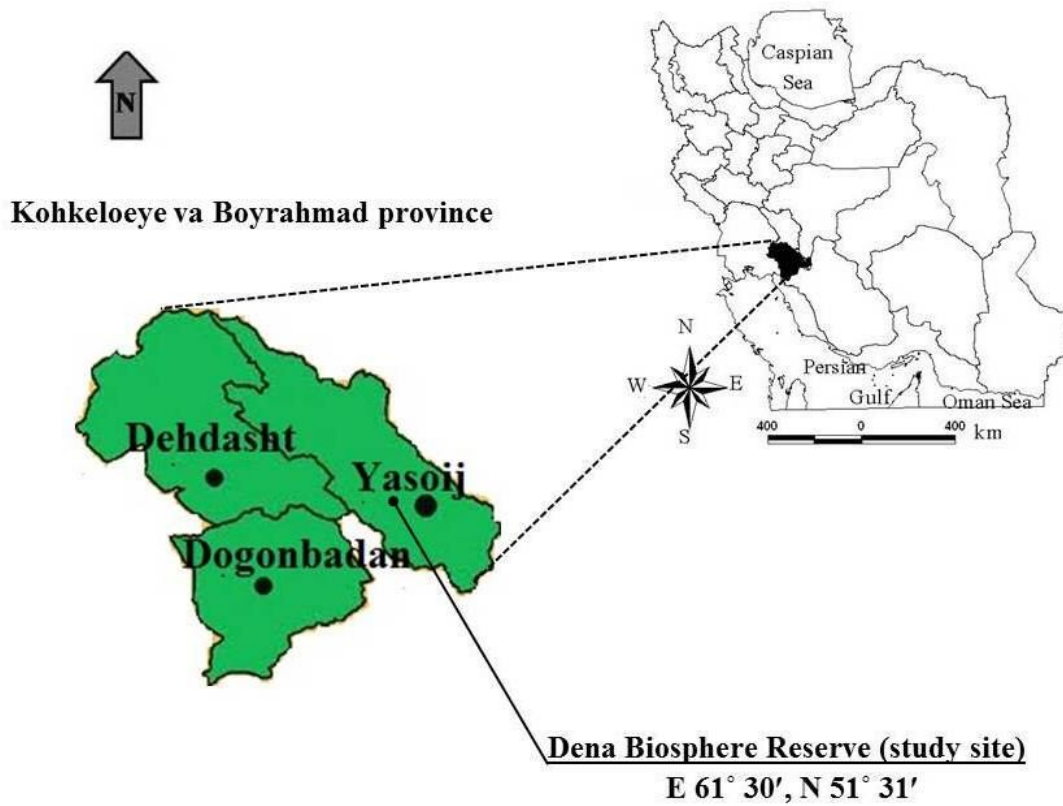 N
Kohkeloeye va Boyrahmad province
Caspian
Sea
N
W E
S
Persian
Gulf
Oman Sea
400 0 400 km
Dehdasht
Yasoij
Dogonbadan
Dena Biosphere Reserve (study site)
E 61° 30′, N 51° 31′